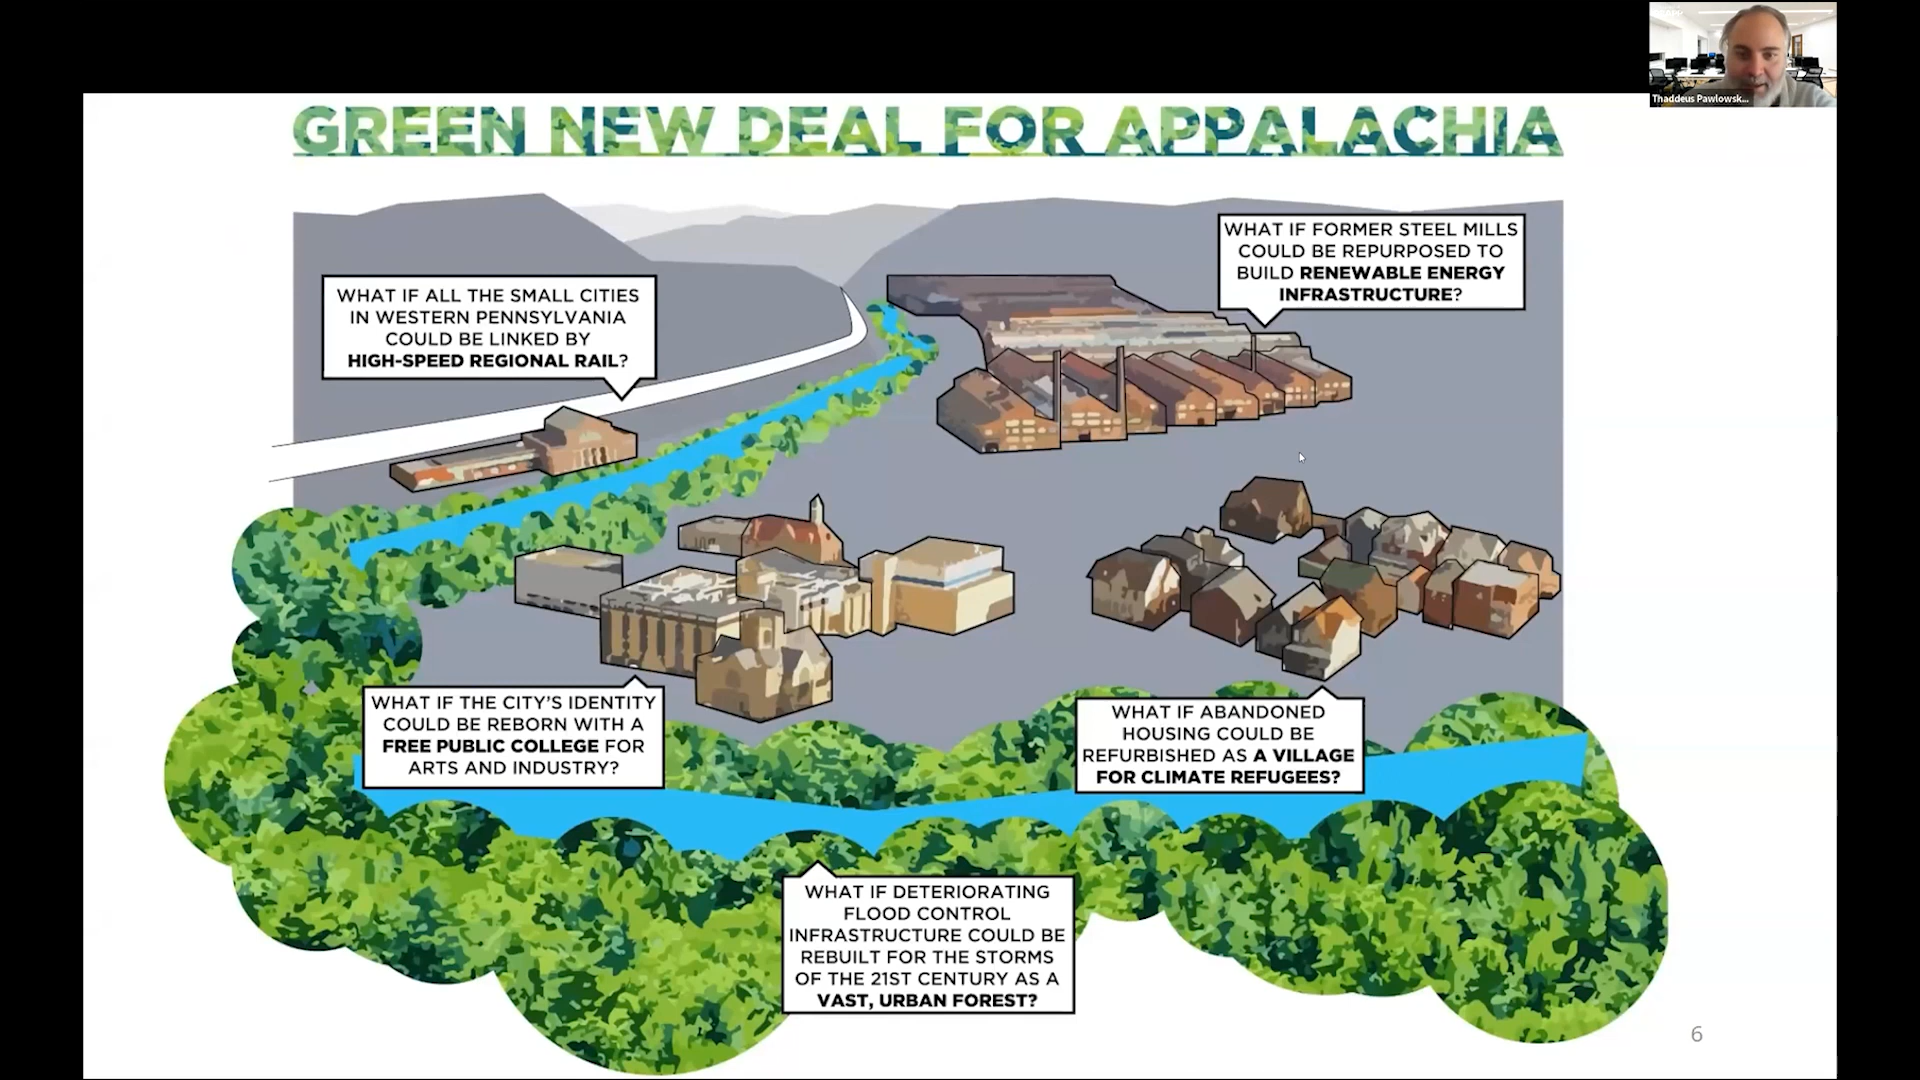 Thaddeus Pawlowsk...
GREEN NEW DEAL FOR APPALACHIA
WHAT IF FORMER STEEL MILLS
COULD BE REPURPOSED TO
BUILD RENEWABLE ENERGY
INFRASTRUCTURE?
WHAT IF ALL THE SMALL CITIES
IN WESTERN PENNSYLVANIA
COULD BE LINKED BY
HIGH-SPEED REGIONAL RAIL?
WHAT IF THE CITY'S IDENTITY
COULD BE REBORN WITH A
FREE PUBLIC COLLEGE FOR
ARTS AND INDUSTRY?
WHAT IF ABANDONED
HOUSING COULD BE
REFURBISHED AS A VILLAGE
FOR CLIMATE REFUGEES?
WHAT IF DETERIORATING
FLOOD CONTROL
INFRASTRUCTURE COULD BE
REBUILT FOR THE STORMS
OF THE 21ST CENTURY AS A
VAST, URBAN FOREST?
6